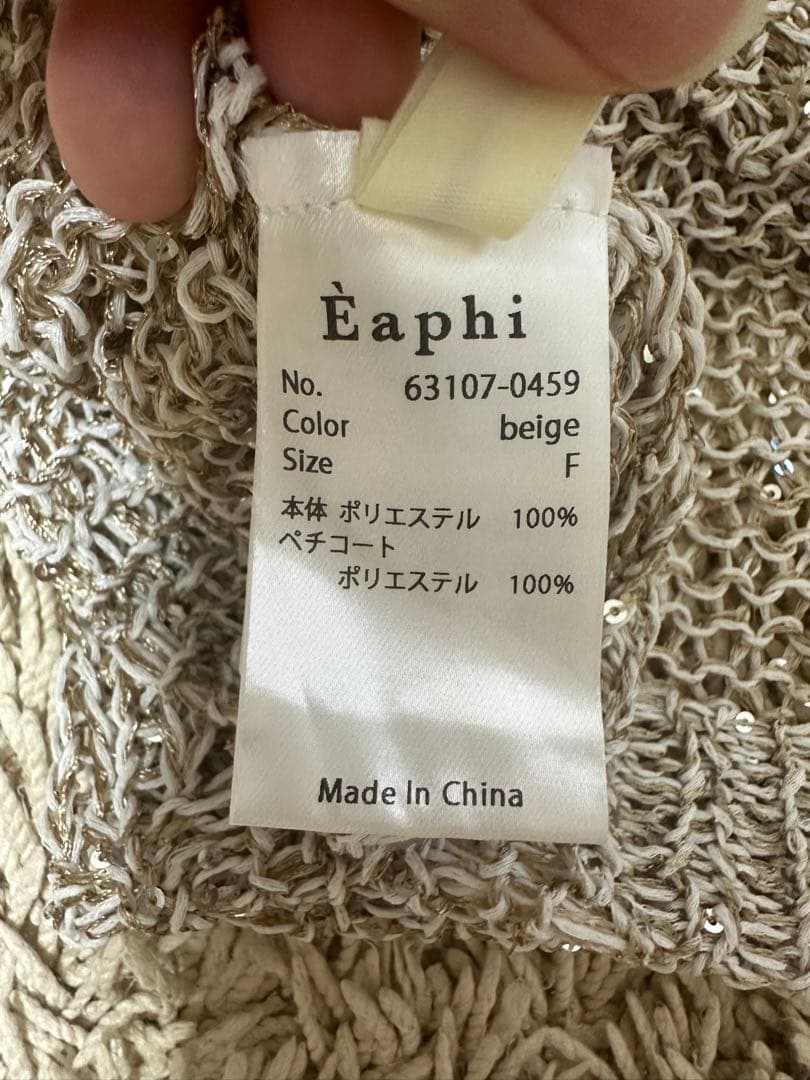 Èaphi
No. 63107-0459
Color beige
Size F
本体 ポリエステル 100%
ペチコート
ポリエステル 100%
Made In China